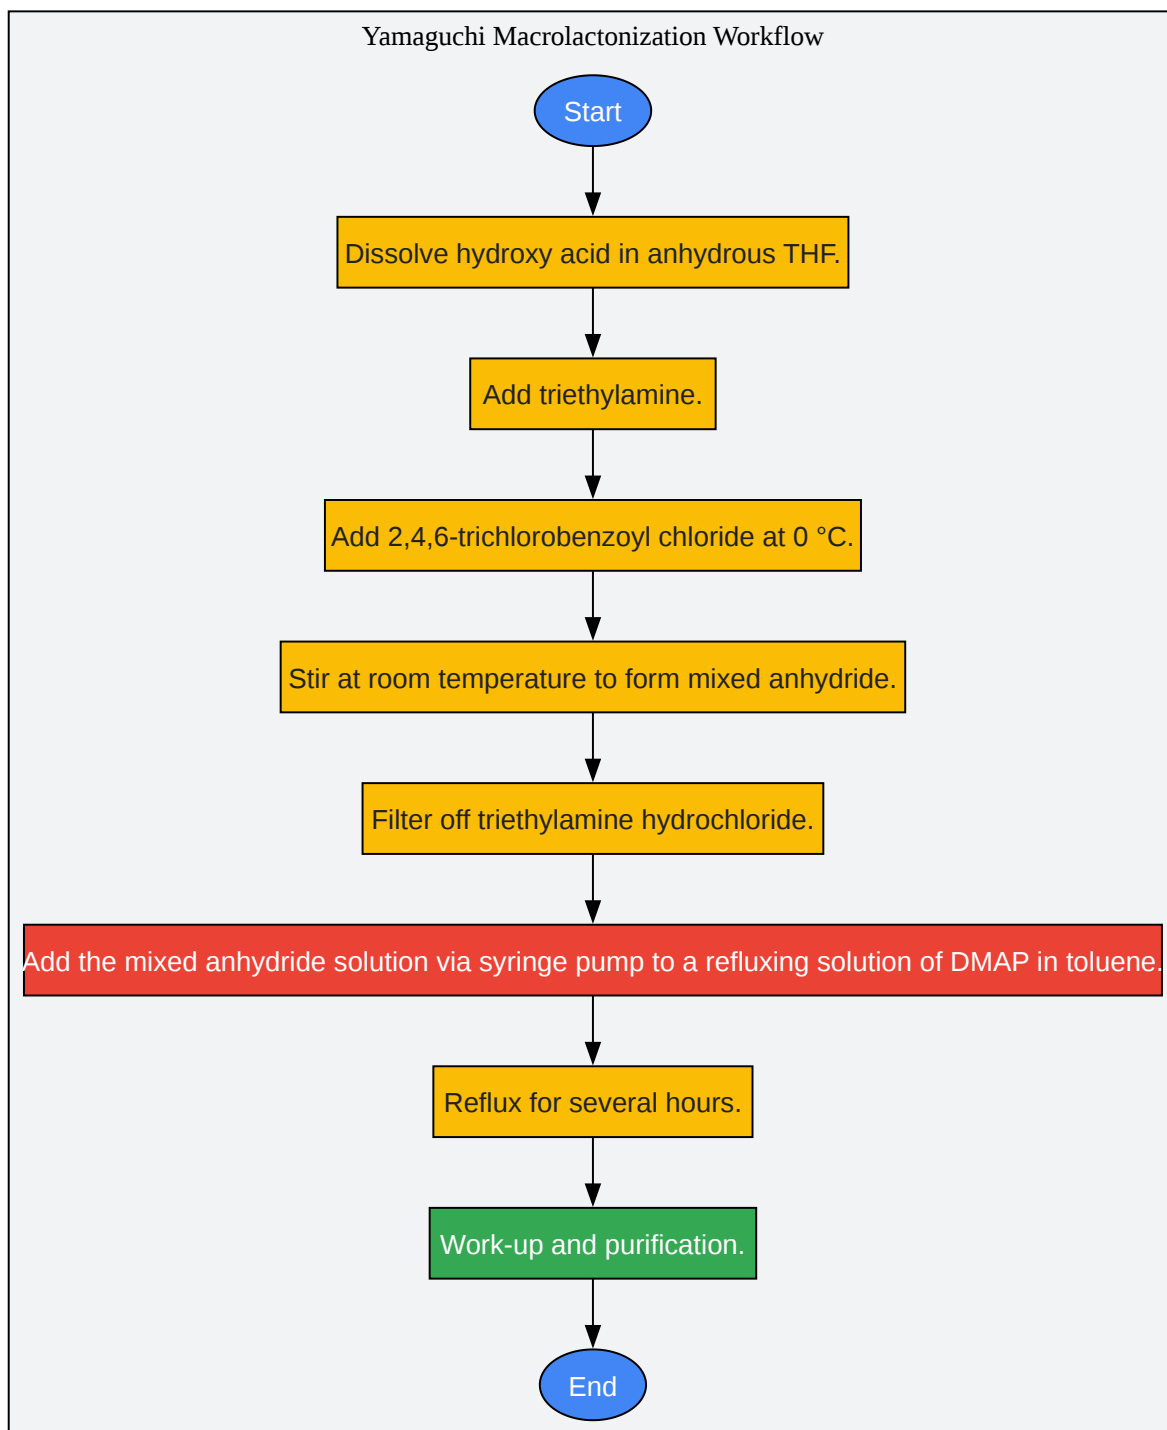 Yamaguchi Macrolactonization Workflow
Start
Dissolve hydroxy acid in anhydrous THF.
Add triethylamine.
Add 2,4,6-trichlorobenzoyl chloride at 0 °C.
Stir at room temperature to form mixed anhydride.
Filter off triethylamine hydrochloride.
Add the mixed anhydride solution via syringe pump to a refluxing solution of DMAP in toluene.
Reflux for several hours.
Work-up and purification.
End